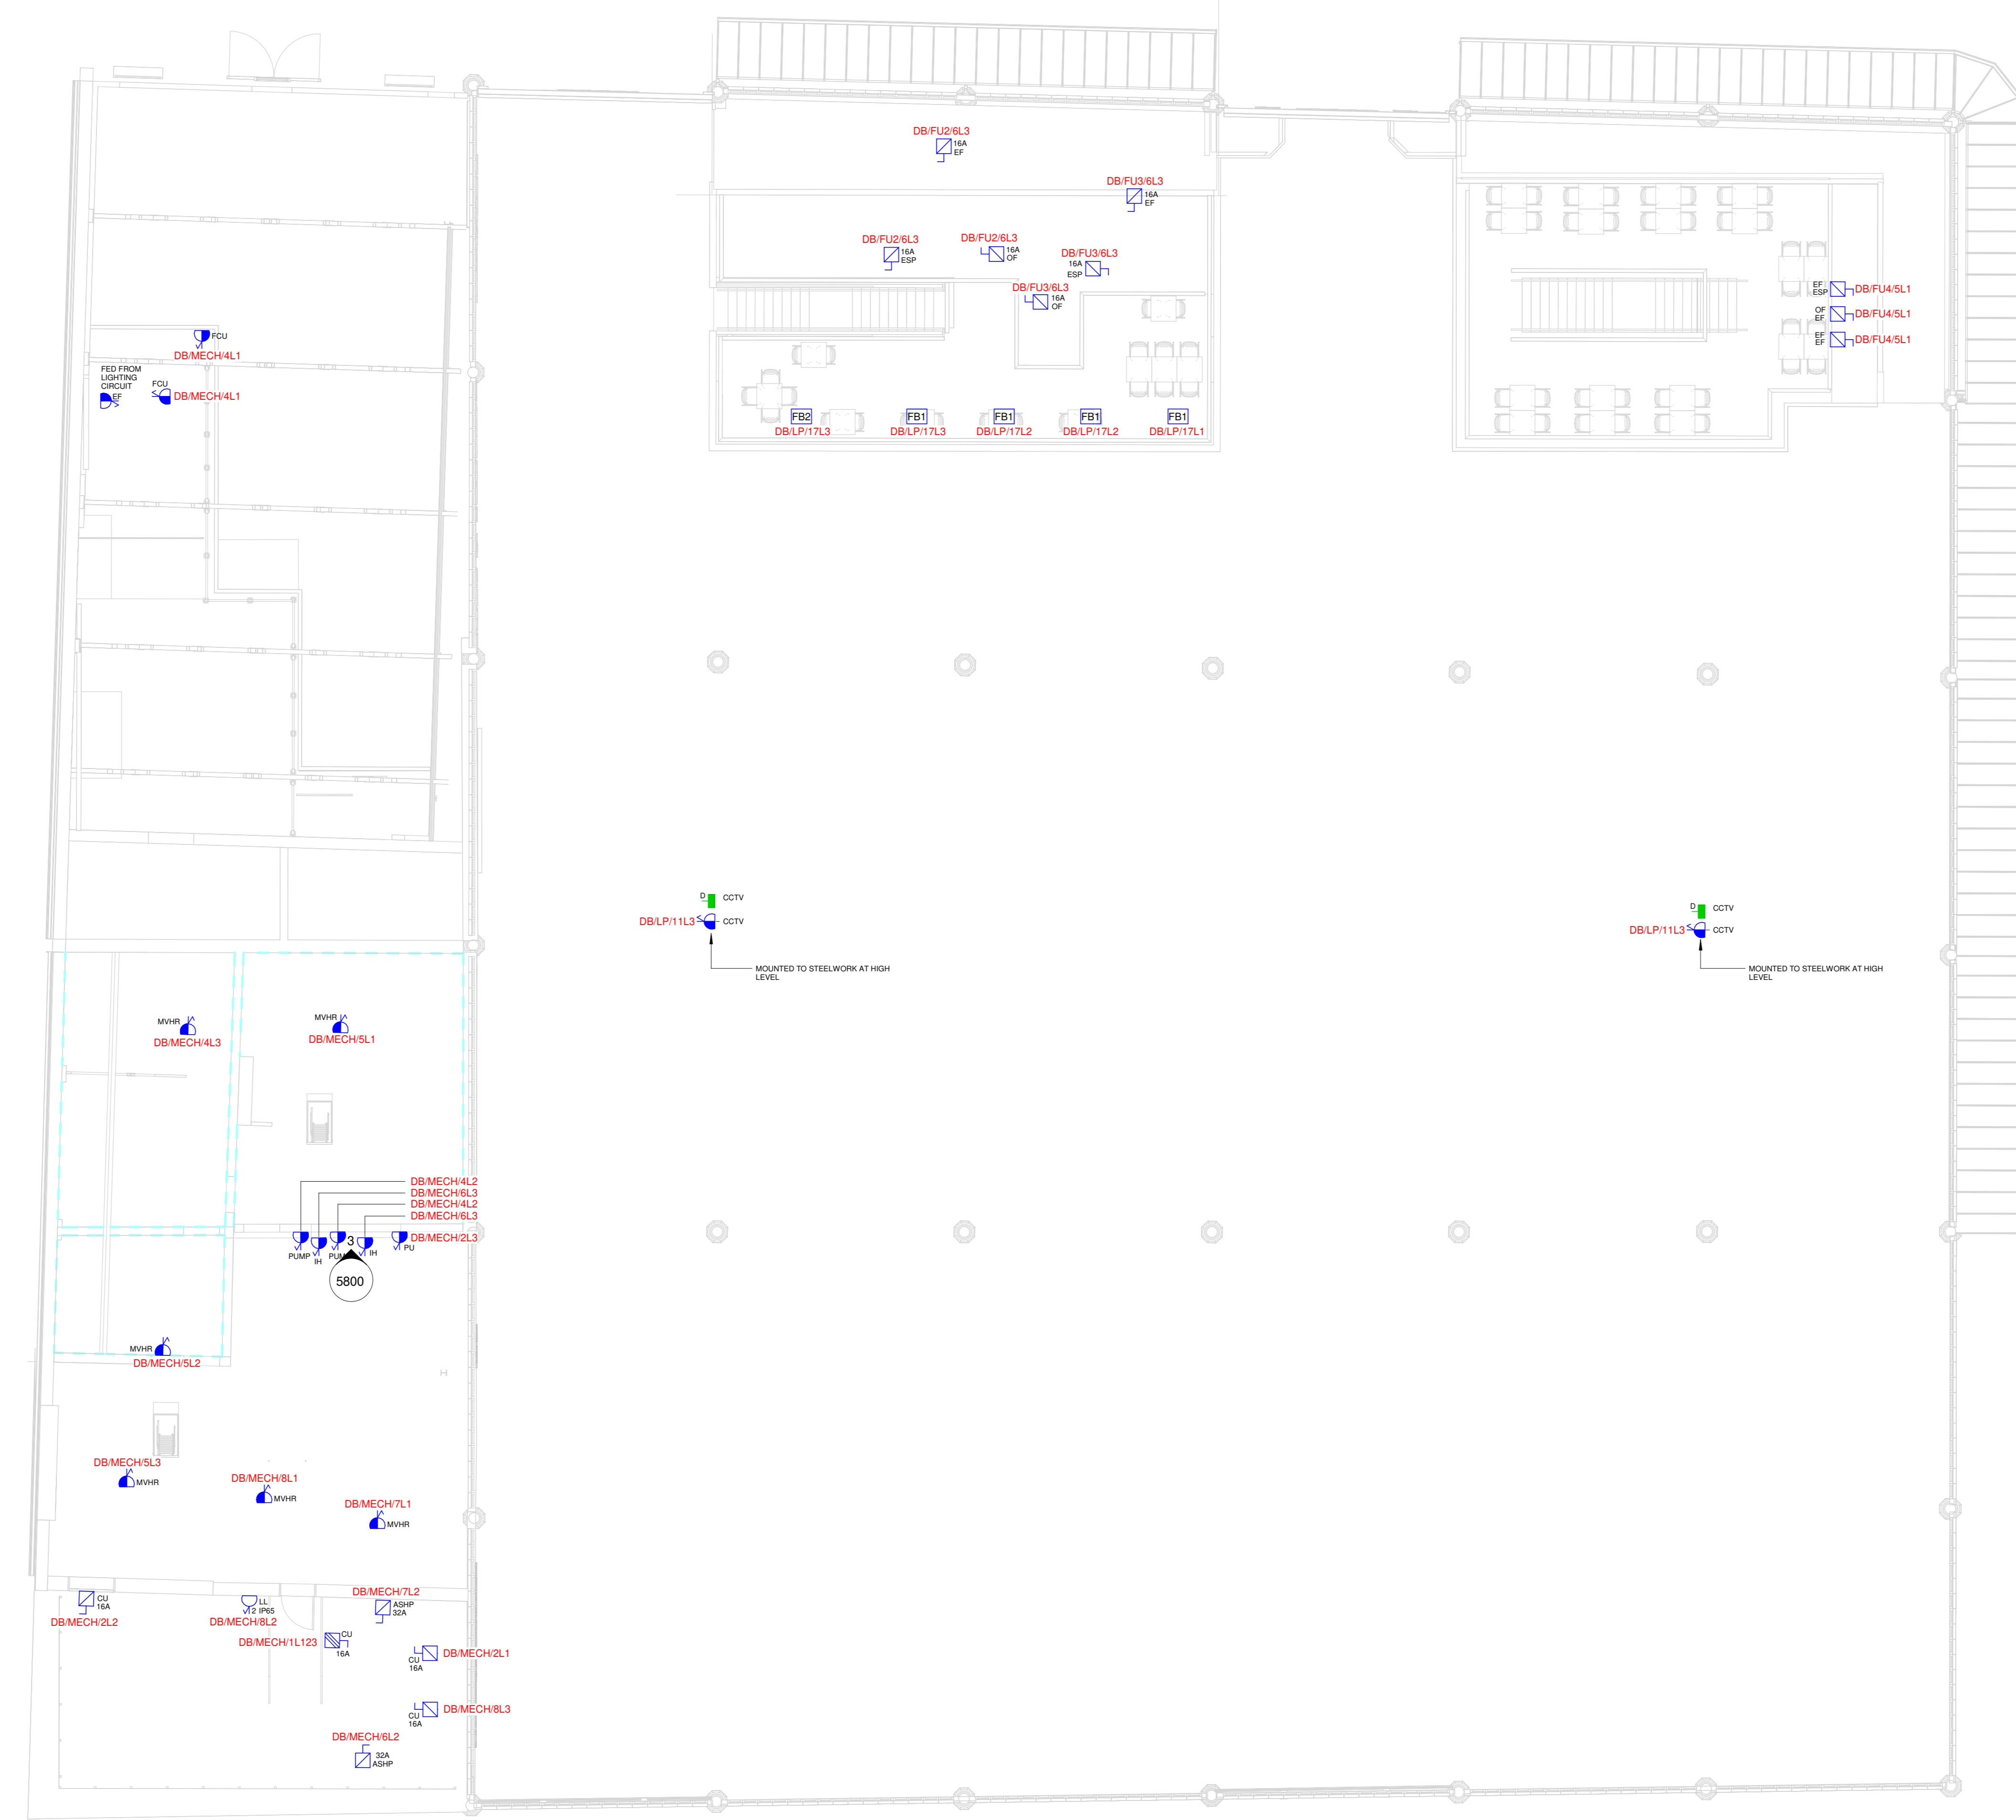 DB/FU2/6L3
16A
EF
DB/FU3/6L3
16A
EF
DB/FU2/6L3
16A
ESP
DB/FU2/6L3
16A
OF
DB/FU3/6L3
16A
ESP
DB/FU3/6L3
16A
OF
EF
ESP
DB/FU4/5L1
OF
EF
DB/FU4/5L1
EF
EF
DB/FU4/5L1
FCU
DB/MECH/4L1
FED FROM
LIGHTING
CIRCUIT
EF
FCU
DB/MECH/4L1
FB2
DB/LP/17L3
FB1
DB/LP/17L3
FB1
DB/LP/17L2
FB1
DB/LP/17L2
FB1
DB/LP/17L1
D
CCTV
DB/LP/11L3
CCTV
MOUNTED TO STEELWORK AT HIGH
LEVEL
D
CCTV
DB/LP/11L3
CCTV
MOUNTED TO STEELWORK AT HIGH
LEVEL
MVHR
DB/MECH/4L3
MVHR
DB/MECH/5L1
DB/MECH/4L2
DB/MECH/6L3
DB/MECH/4L2
DB/MECH/6L3
DB/MECH/2L3
PUMP
IH
PUM
3
IH
PU
5800
MVHR
DB/MECH/5L2
DB/MECH/5L3
MVHR
DB/MECH/8L1
MVHR
DB/MECH/7L1
MVHR
CU
16A
DB/MECH/2L2
LL
2 IP65
DB/MECH/8L2
DB/MECH/7L2
ASHP
32A
DB/MECH/1L123
CU
16A
CU
16A
DB/MECH/2L1
CU
16A
DB/MECH/8L3
DB/MECH/6L2
32A
ASHP